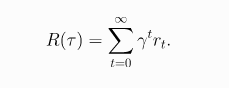 R(τ) = ∑_{t=0}^{∞} γ^t r_t.